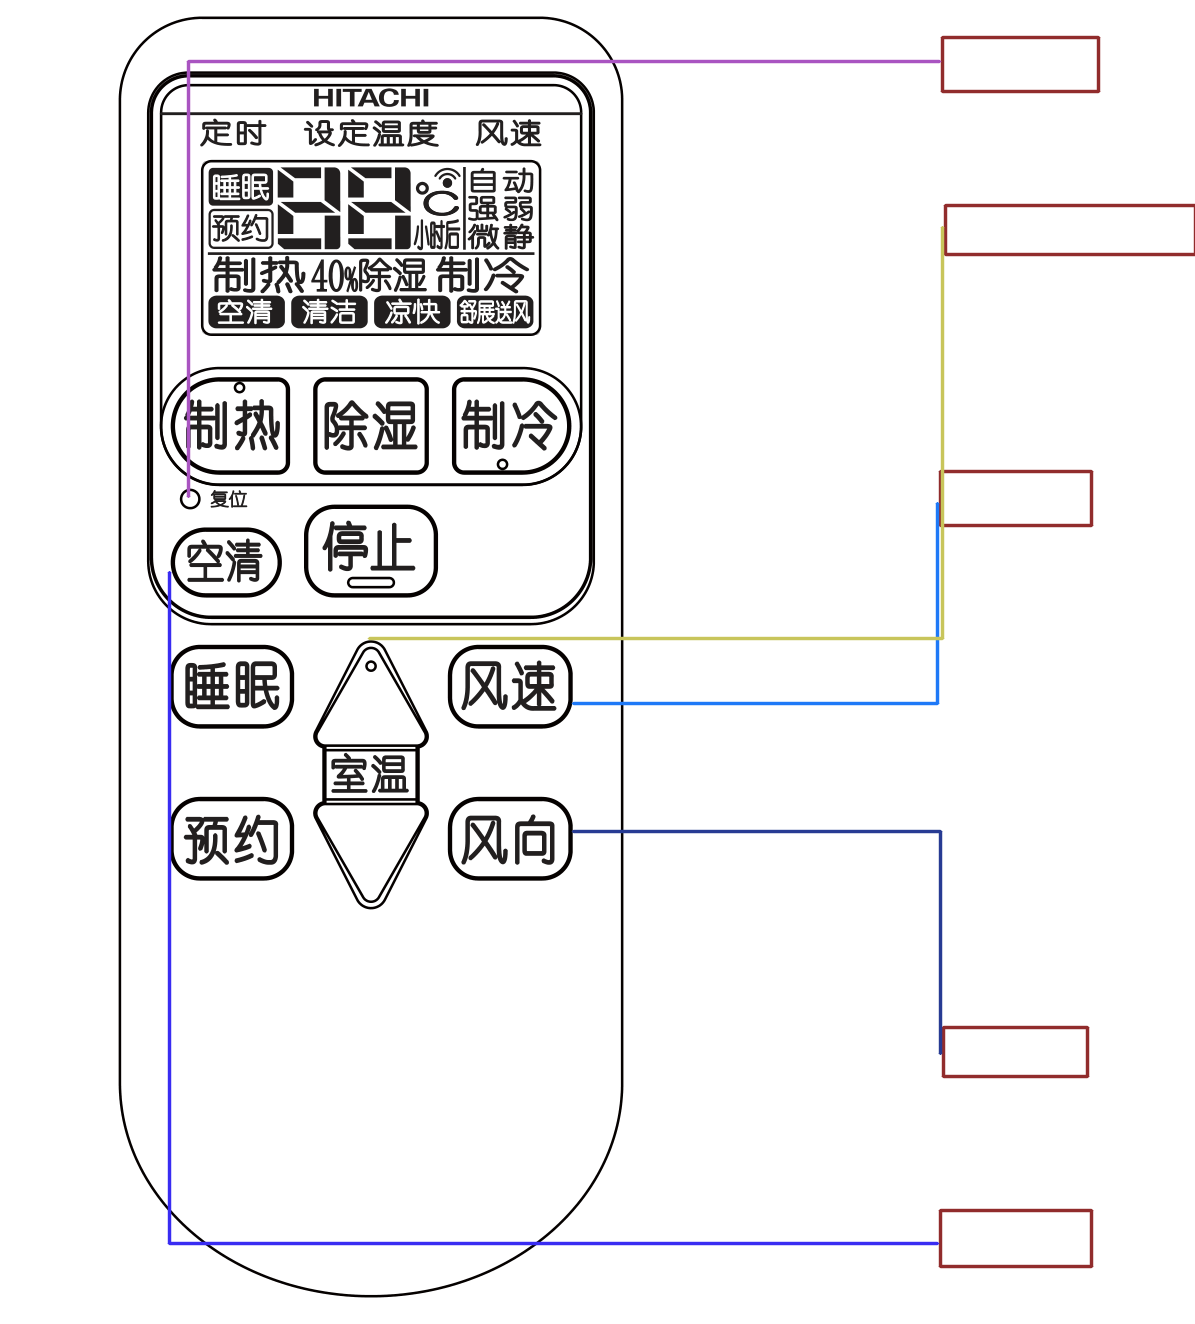 HITACHI
定时 设定温度 风速
睡眠 88℃ 自动
预约 小时后 强弱
微静
制热 40%除湿 制冷
空清 清洁 凉快 舒展送风
制热 除湿 制冷
复位
空清 停止
睡眠 风速
室温
预约 风向